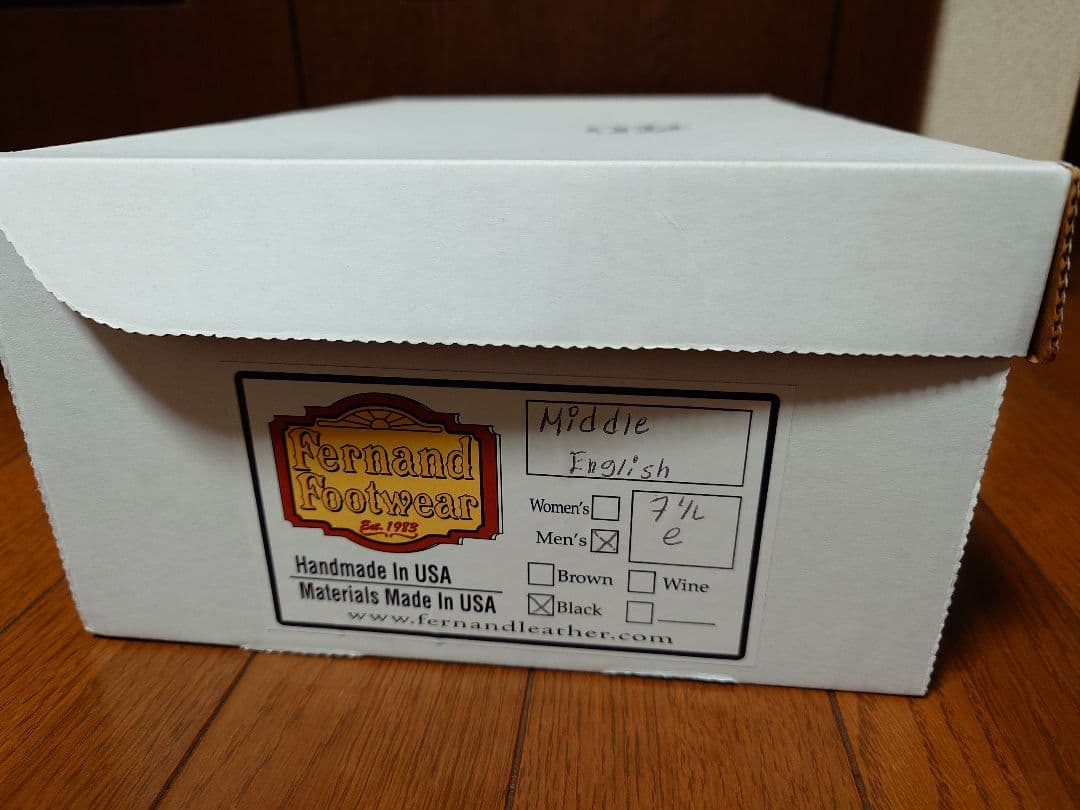 Fernand
Footwear
Est. 1983
Handmade In USA
Materials Made In USA
www.fernandleather.com
Middle
English
Women's
Men's
7 1/2
e
Brown
Wine
Black